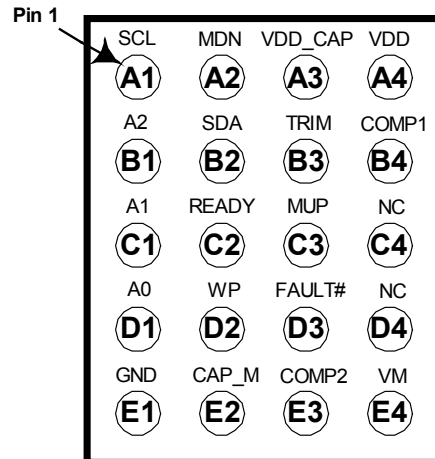 Pin 1
SCL MDN VDD_CAP VDD
A1 A2 A3 A4
A2 SDA TRIM COMP1
B1 B2 B3 B4
A1 READY MUP NC
C1 C2 C3 C4
A0 WP FAULT# NC
D1 D2 D3 D4
GND CAP_M COMP2 VM
E1 E2 E3 E4